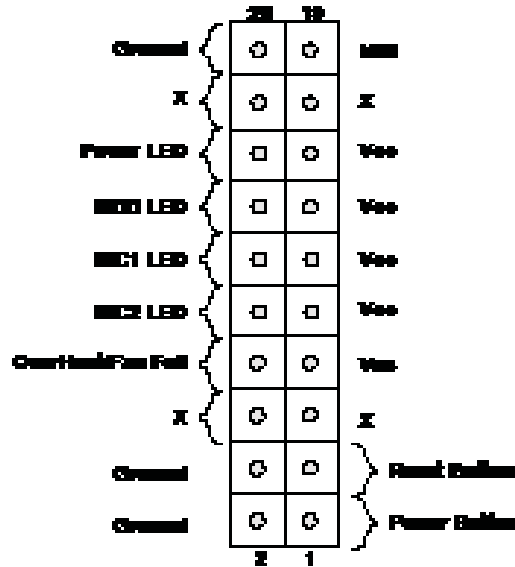 20 19
Ground NMI
X X
Power LED Vcc
HDD LED Vcc
NIC1 LED Vcc
NIC2 LED Vcc
OverHeat/Fan Fail Vcc
X X
Ground Reset Button
Ground Power Button
2 1